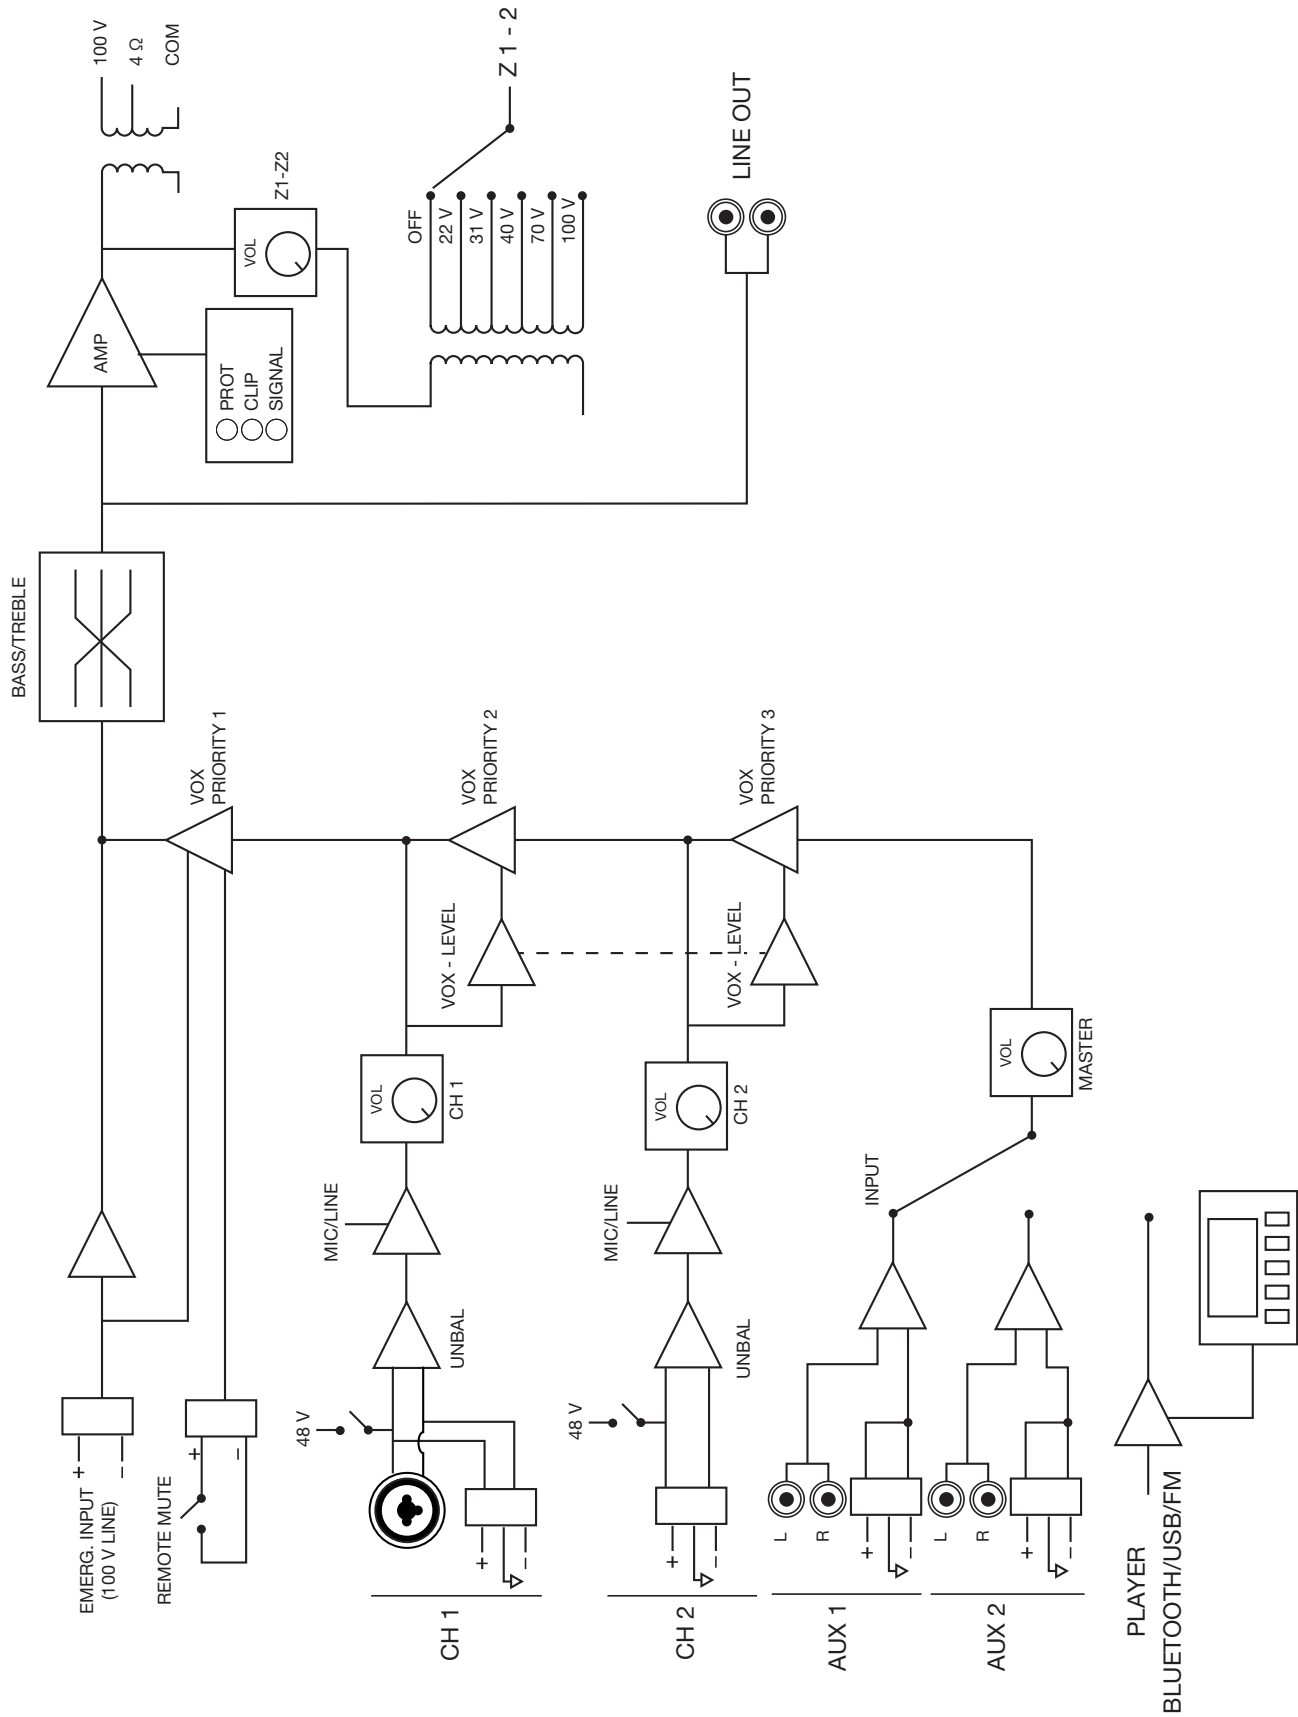 EMERG. INPUT
(100 V LINE)
+
–
REMOTE MUTE
+
–
BASS/TREBLE
AMP
100 V
4 Ω
COM
PROT
CLIP
SIGNAL
VOL
Z1-Z2
VOX
PRIORITY 1
OFF
22 V
31 V
40 V
70 V
100 V
Z 1 - 2
CH 1
+
–
48 V
UNBAL
MIC/LINE
VOL
CH 1
VOX - LEVEL
VOX
PRIORITY 2
CH 2
+
–
48 V
UNBAL
MIC/LINE
VOL
CH 2
VOX - LEVEL
VOX
PRIORITY 3
LINE OUT
AUX 1
L
R
+
–
INPUT
VOL
MASTER
AUX 2
L
R
+
–
PLAYER
BLUETOOTH/USB/FM